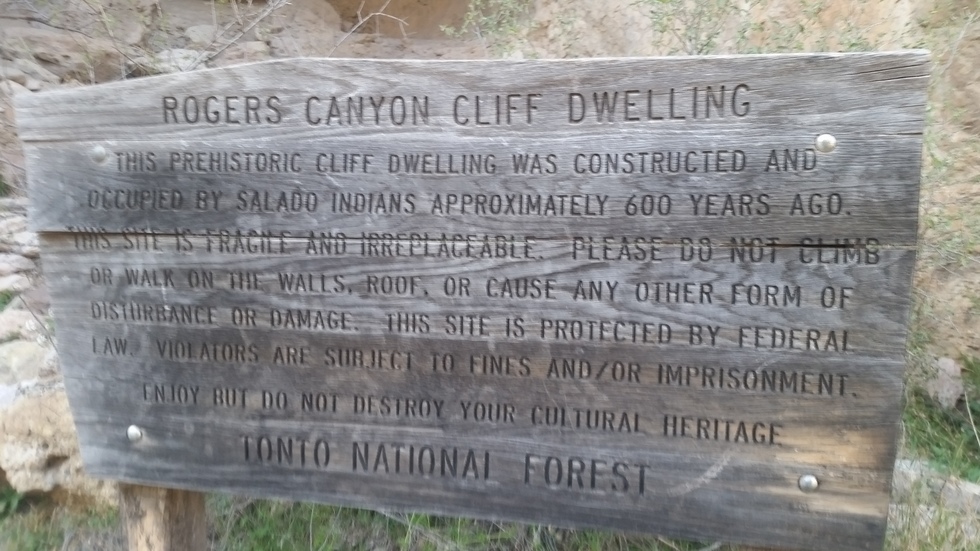 ROGERS CANYON CLIFF DWELLING
THIS PREHISTORIC CLIFF DWELLING WAS CONSTRUCTED AND
OCCUPIED BY SALADO INDIANS APPROXIMATELY 600 YEARS AGO.
THIS SITE IS FRAGILE AND IRREPLACEABLE. PLEASE DO NOT CLIMB
OR WALK ON THE WALLS, ROOF, OR CAUSE ANY OTHER FORM OF
DISTURBANCE OR DAMAGE. THIS SITE IS PROTECTED BY FEDERAL
LAW. VIOLATORS ARE SUBJECT TO FINES AND/OR IMPRISONMENT.
ENJOY BUT DO NOT DESTROY YOUR CULTURAL HERITAGE
TONTO NATIONAL FOREST